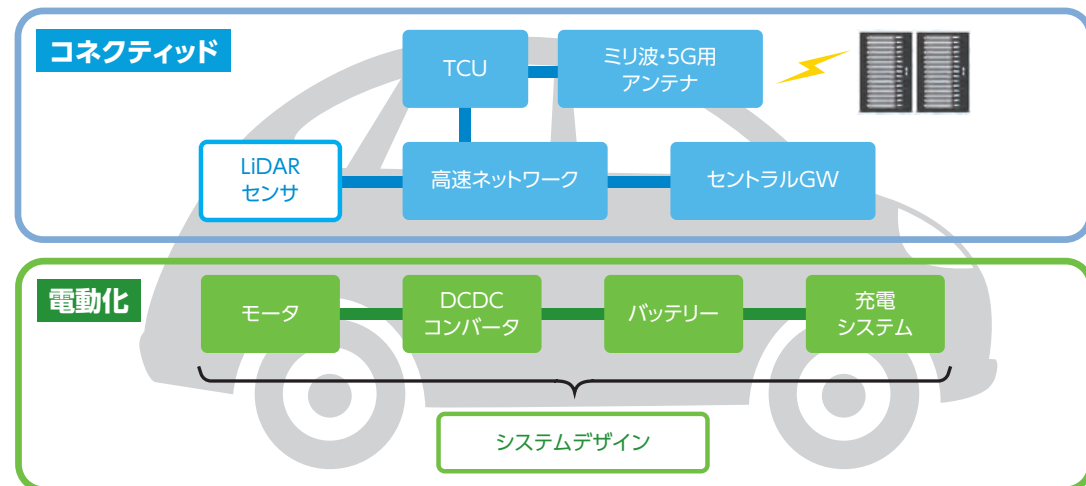 コネクティッド
TCU
ミリ波・5G用
アンテナ
LiDAR
センサ
高速ネットワーク
セントラルGW
電動化
モータ
DCDC
コンバータ
バッテリー
充電
システム
システムデザイン